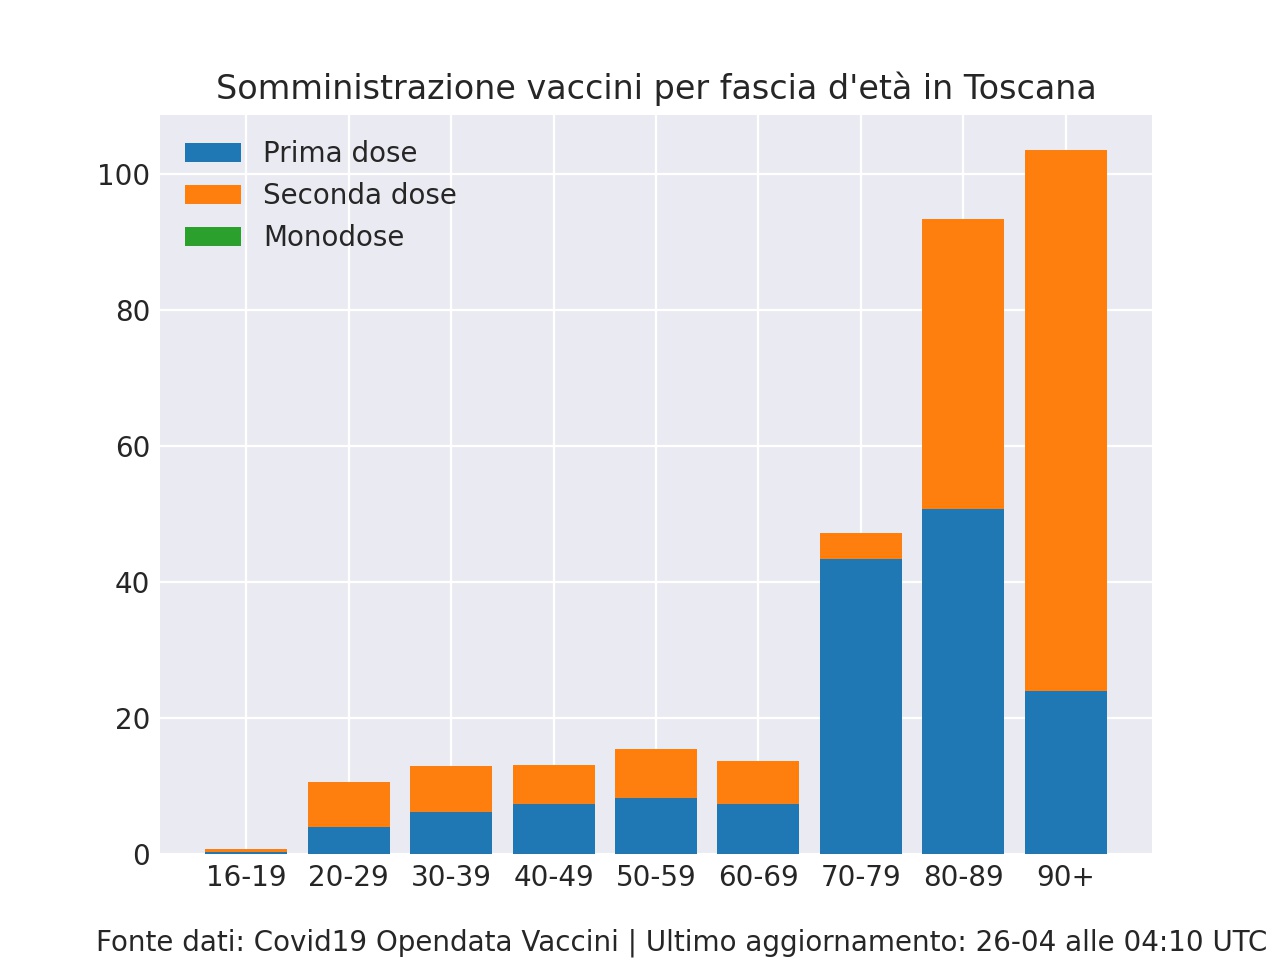 Somministrazione vaccini per fascia d'età in Toscana
Prima dose
Seconda dose
Monodose
100
80
60
40
20
0
16-19 20-29 30-39 40-49 50-59 60-69 70-79 80-89 90+
Fonte dati: Covid19 Opendata Vaccini | Ultimo aggiornamento: 26-04 alle 04:10 UTC